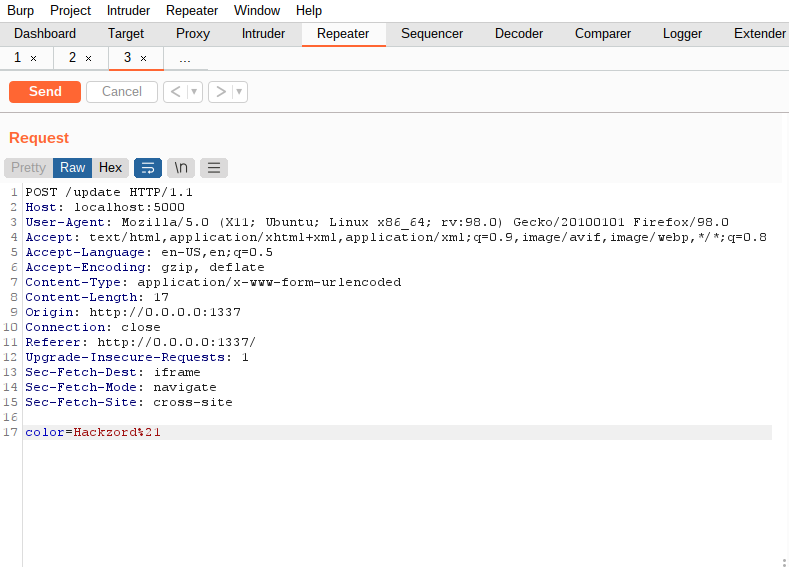 Burp Project Intruder Repeater Window Help
Dashboard Target Proxy Intruder Repeater Sequencer Decoder Comparer Logger Extender
1 × 2 × 3 × ...
Send Cancel < ▼ > ▼
Request
Pretty Raw Hex \n
1 POST /update HTTP/1.1
2 Host: localhost:5000
3 User-Agent: Mozilla/5.0 (X11; Ubuntu; Linux x86_64; rv:98.0) Gecko/20100101 Firefox/98.0
4 Accept: text/html,application/xhtml+xml,application/xml;q=0.9,image/avif,image/webp,*/*;q=0.8
5 Accept-Language: en-US,en;q=0.5
6 Accept-Encoding: gzip, deflate
7 Content-Type: application/x-www-form-urlencoded
8 Content-Length: 17
9 Origin: http://0.0.0.0:1337
10 Connection: close
11 Referer: http://0.0.0.0:1337/
12 Upgrade-Insecure-Requests: 1
13 Sec-Fetch-Dest: iframe
14 Sec-Fetch-Mode: navigate
15 Sec-Fetch-Site: cross-site
16
17 color=Hackzord%21